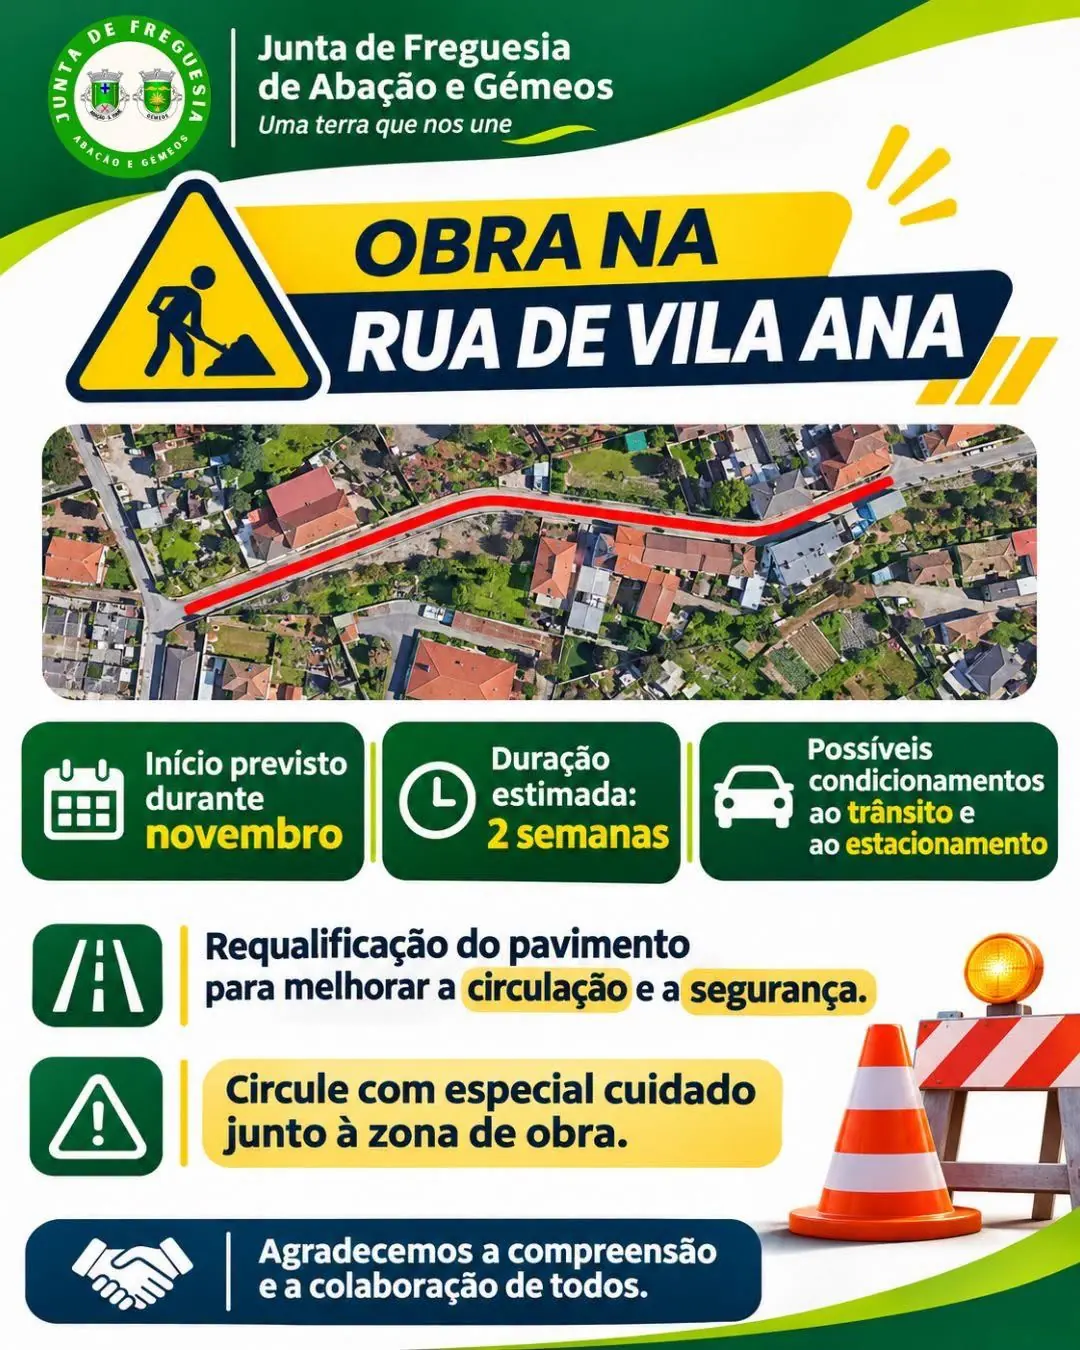 JUNTA DE FREGUESIA
ABAÇÃO E GÉMEOS
GÉMEOS
Junta de Freguesia
de Abação e Gémeos
Uma terra que nos une
OBRA NA
RUA DE VILA ANA
Início previsto
durante
novembro
Duração
estimada:
2 semanas
Possíveis
condicionamentos
ao trânsito e
ao estacionamento
Requalificação do pavimento
para melhorar a circulação e a segurança.
Circule com especial cuidado
junto à zona de obra.
Agradecemos a compreensão
e a colaboração de todos.